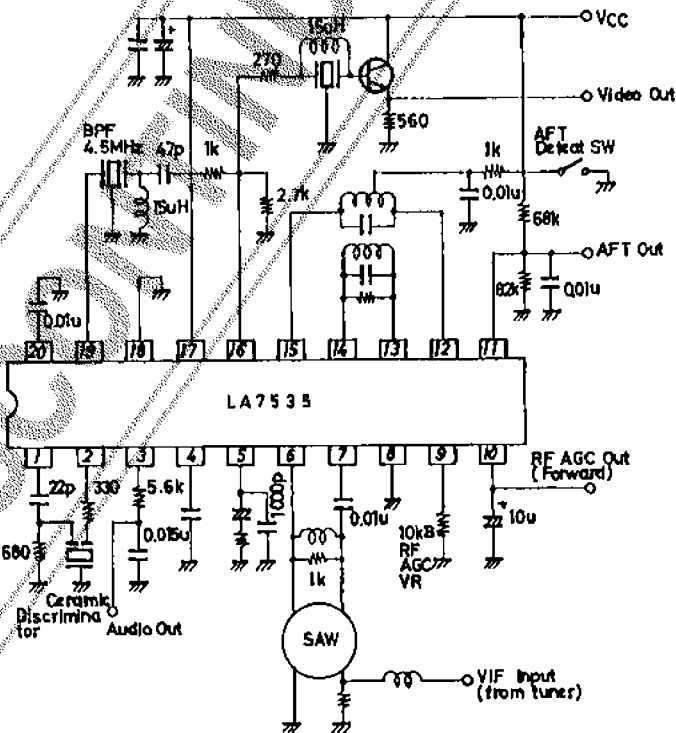 VCC
15uH
270
Video Out
560
BPF
4.5MHz
47p
1k
15uH
2.7k
1k
AFT
Defeat SW
0.01u
68k
AFT Out
82k
0.01u
0.01u
20
19
18
17
16
15
14
13
12
11
LA7535
1
2
3
4
5
6
7
8
9
10
RF AGC Out
(Forward)
22p
330
5.6k
1000p
0.01u
+
10u
10kB
RF
AGC
VR
680
0.015u
1k
Ceramic
Discrimina
tor
Audio Out
SAW
VIF Input
(from tuner)